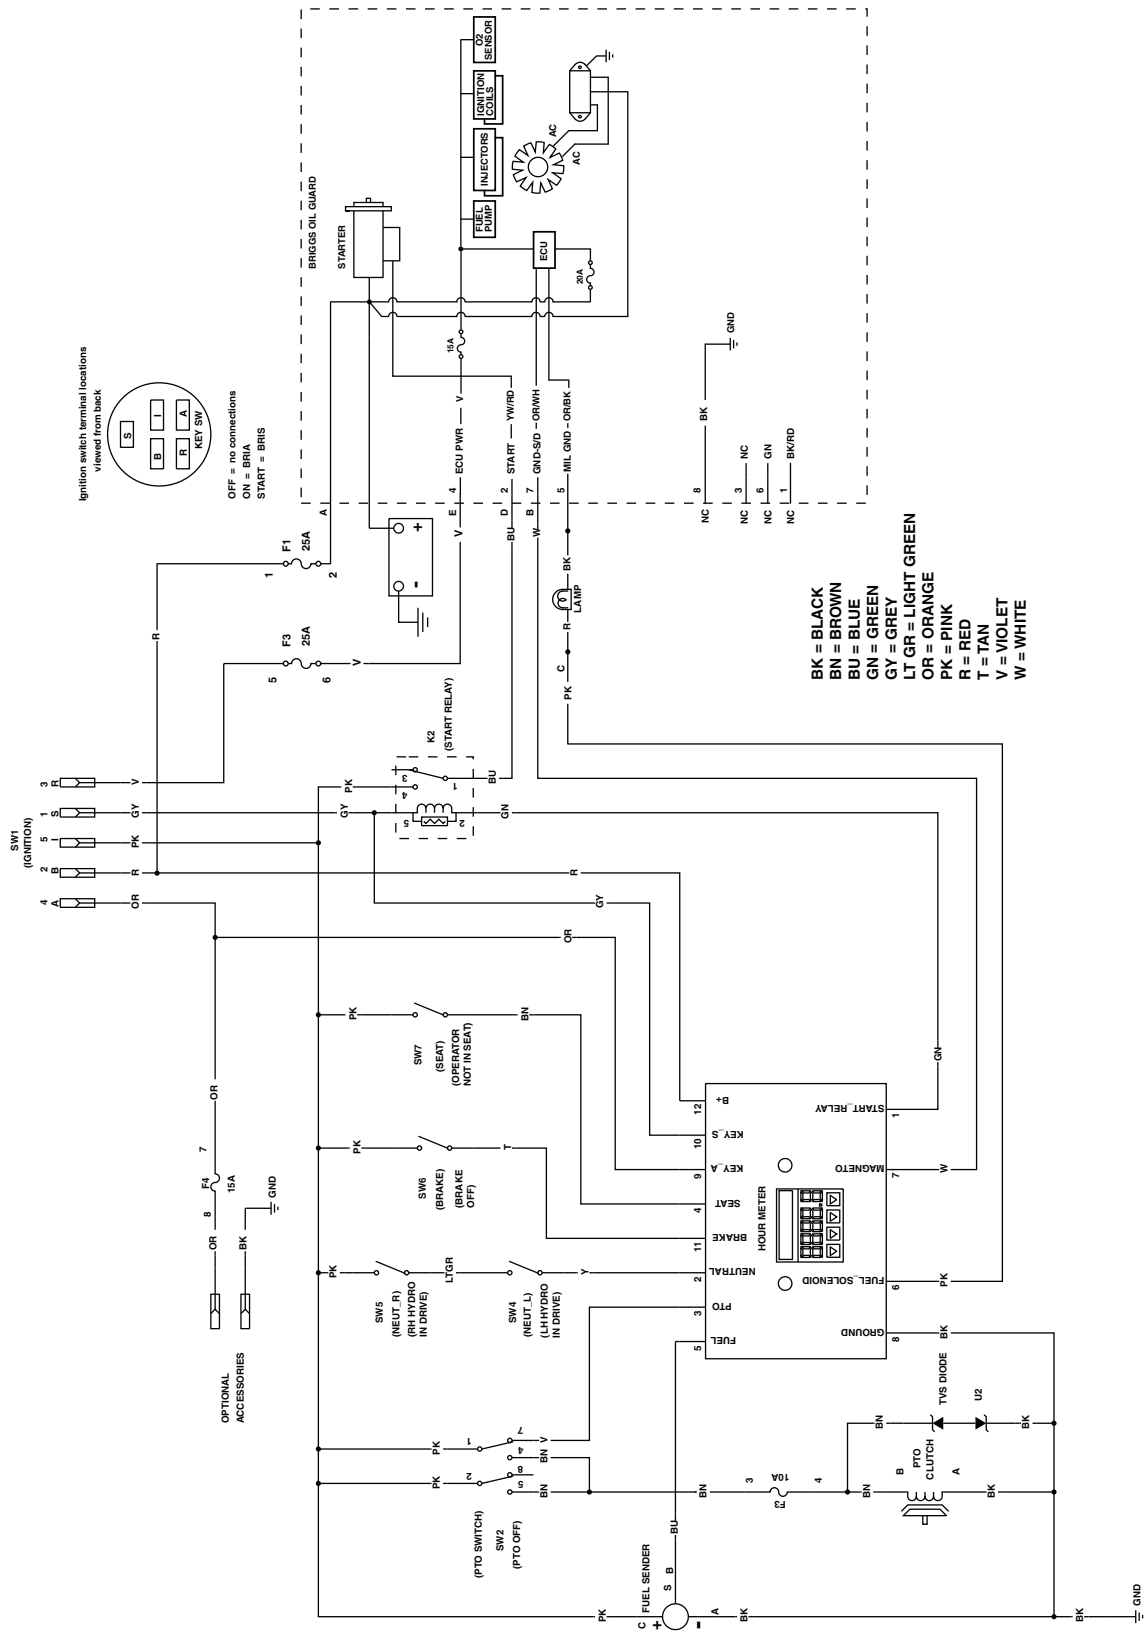 Ignition switch terminal locations
viewed from back
S
B
I
R
A
KEY SW
OFF = no connections
ON = BRIA
START = BRIS
BRIGGS OIL GUARD
STARTER
O2
SENSOR
IGNITION
COILS
INJECTORS
FUEL
PUMP
AC
AC
ECU
20A
15A
V
ECU PWR
4
E
V
YW/RD
START
2
D
BU
OR/WH
GND-S/D
7
B
W
OR/BK
MIL GND
5
GND
BK
8
NC
NC
3
NC
GN
6
NC
BK/RD
1
NC
A
F1
25A
1
2
R
+
-
F3
25A
5
6
V
BK
LAMP
R
C
PK
BK = BLACK
BN = BROWN
BU = BLUE
GN = GREEN
GY = GREY
LT GR = LIGHT GREEN
OR = ORANGE
PK = PINK
R = RED
T = TAN
V = VIOLET
W = WHITE
K2
(START RELAY)
3
4
1
5
2
PK
GY
BU
GN
SW1
(IGNITION)
3
R
V
1
S
GY
5
I
PK
2
B
R
4
A
OR
R
GY
OR
PK
SW7
(SEAT)
(OPERATOR
NOT IN SEAT)
BN
OR
7
F4
15A
8
OR
BK
GND
OPTIONAL
ACCESSORIES
PK
SW6
(BRAKE)
(BRAKE
OFF)
T
PK
SW5
(NEUT_R)
(RH HYDRO
IN DRIVE)
LTGR
SW4
(NEUT_L)
(LH HYDRO
IN DRIVE)
Y
GN
12
B+
10
KEY_S
9
KEY_A
4
SEAT
11
BRAKE
2
NEUTRAL
3
PTO
5
FUEL
HOUR METER
START_RELAY
1
MAGNETO
7
W
FUEL_SOLENOID
6
PK
GROUND
8
BK
PK
1
7
V
4
BN
PK
2
8
5
BN
(PTO SWITCH)
SW2
(PTO OFF)
BN
3
F3
10A
4
BN
TVS DIODE
U2
BK
BN
B
PTO
CLUTCH
A
BK
BU
B
S
FUEL SENDER
PK
C
+
-
A
BK
BK
GND